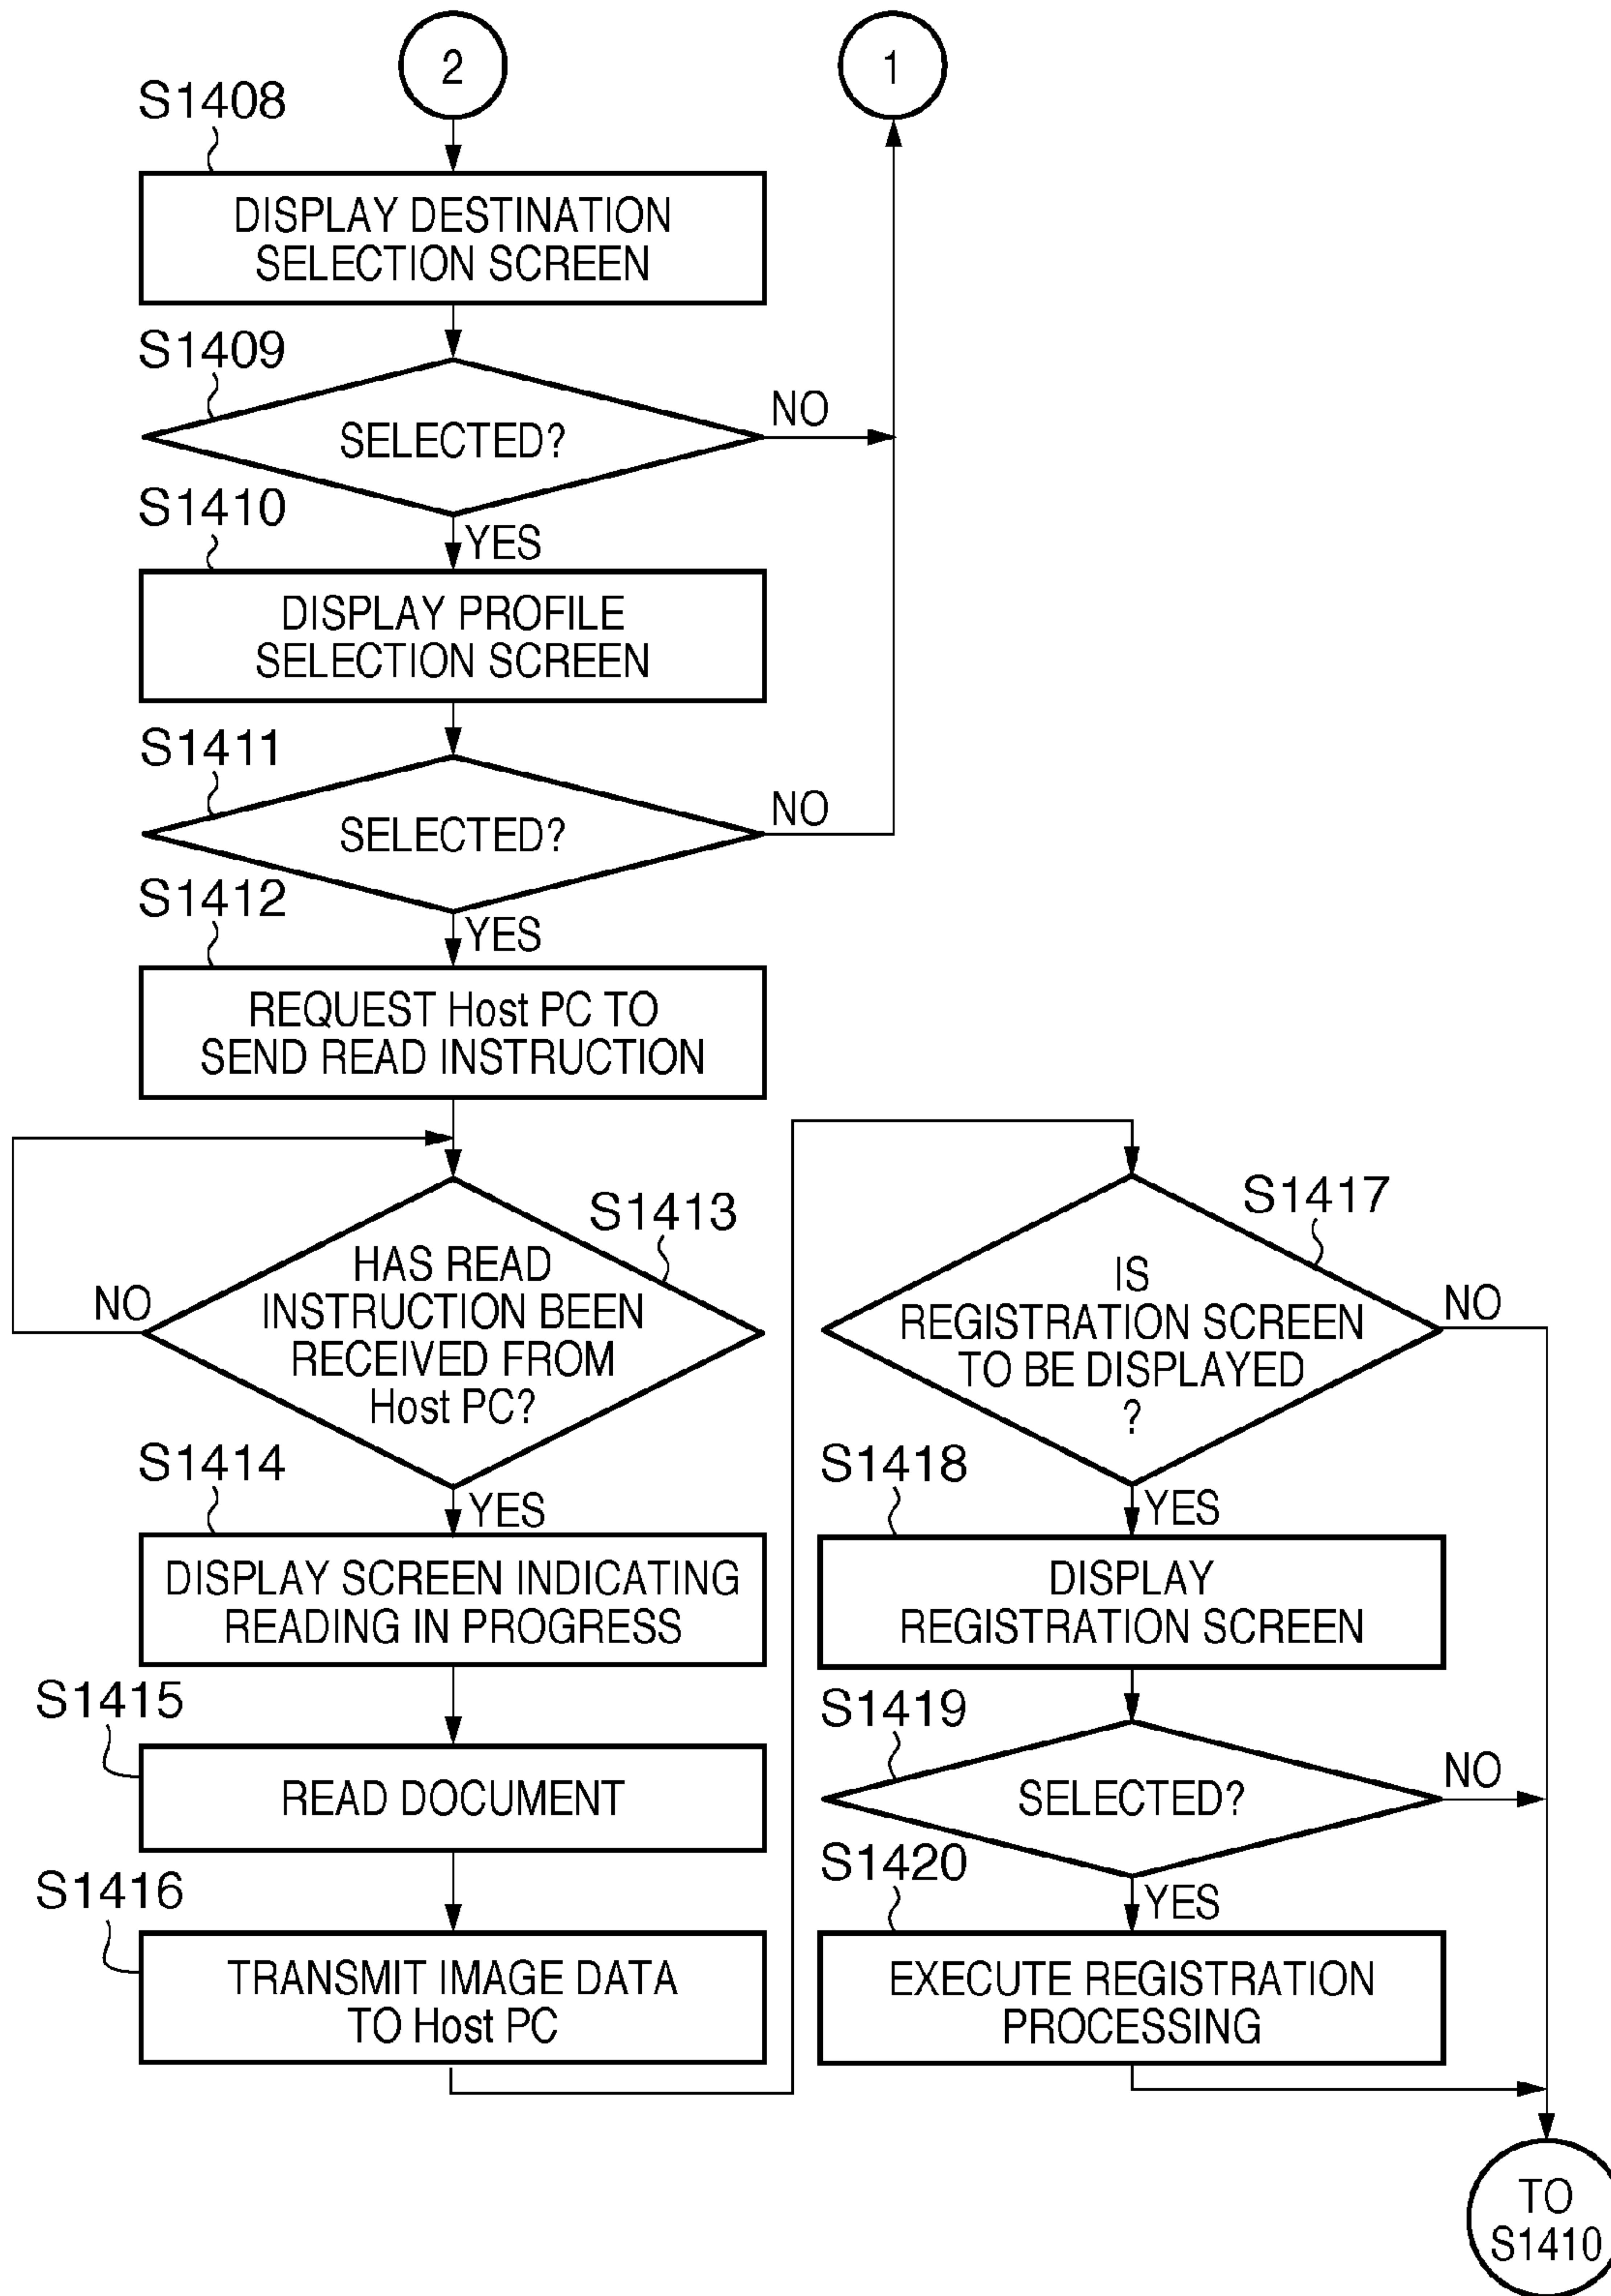 2
1
S1408
DISPLAY DESTINATION
SELECTION SCREEN
S1409
SELECTED?
NO
S1410
YES
DISPLAY PROFILE
SELECTION SCREEN
S1411
SELECTED?
NO
S1412
YES
REQUEST Host PC TO
SEND READ INSTRUCTION
S1413
HAS READ
INSTRUCTION BEEN
RECEIVED FROM
Host PC?
NO
S1414
YES
DISPLAY SCREEN INDICATING
READING IN PROGRESS
S1415
READ DOCUMENT
S1416
TRANSMIT IMAGE DATA
TO Host PC
S1417
IS
REGISTRATION SCREEN
TO BE DISPLAYED
?
NO
S1418
YES
DISPLAY
REGISTRATION SCREEN
S1419
SELECTED?
NO
S1420
YES
EXECUTE REGISTRATION
PROCESSING
TO
S1410